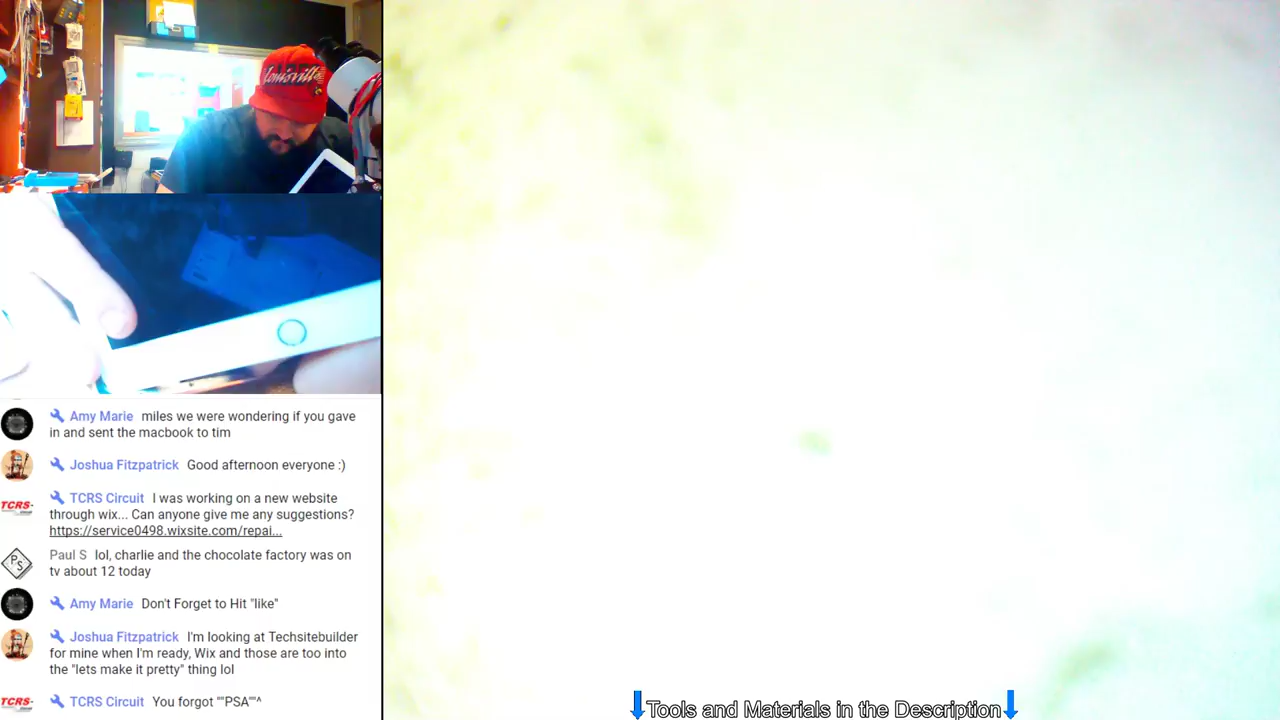 Louisville
Amy Marie miles we were wondering if you gave
in and sent the macbook to tim
Joshua Fitzpatrick Good afternoon everyone :)
TCRS Circuit I was working on a new website
through wix... Can anyone give me any suggestions?
https://service0498.wixsite.com/repai...
Paul S lol, charlie and the chocolate factory was on
tv about 12 today
Amy Marie Don't Forget to Hit "like"
Joshua Fitzpatrick I'm looking at Techsitebuilder
for mine when I'm ready, Wix and those are too into
the "lets make it pretty" thing lol
TCRS Circuit You forgot ""PSA""^
TCRS-
PS
TCRS-
Tools and Materials in the Description